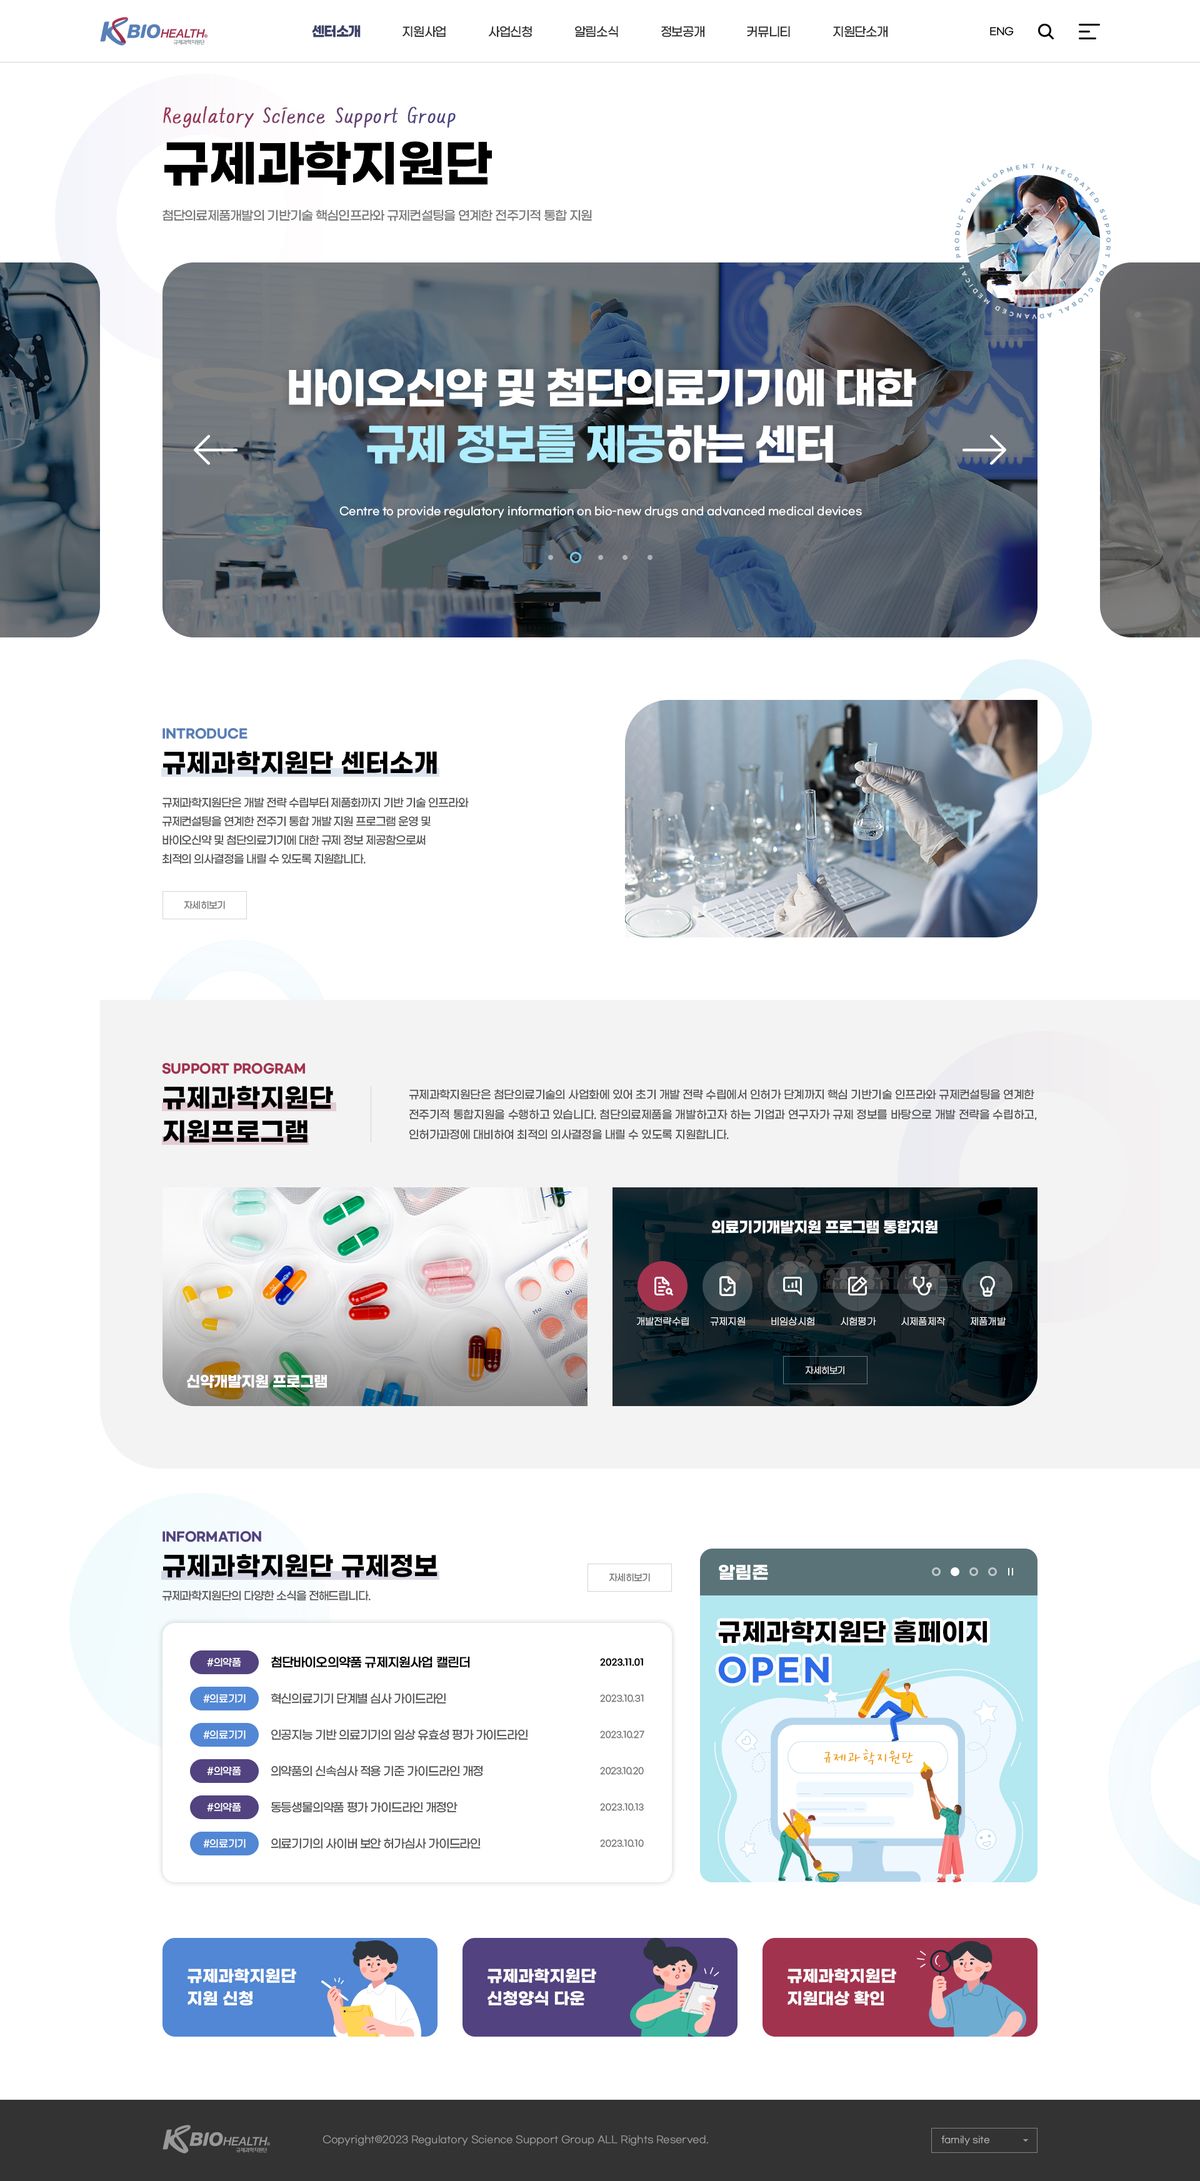 KBIOHEALTH
규제과학지원단
센터소개
지원사업
사업신청
알림소식
정보공개
커뮤니티
지원단소개
ENG
Regulatory Science Support Group
규제과학지원단
첨단의료제품개발의 기반기술 핵심인프라와 규제컨설팅을 연계한 전주기적 통합 지원
PRODUCT DEVELOPMENT INTEGRATED SUPPORT FOR GLOBAL ADVANCED MEDICAL
바이오신약 및 첨단의료기기에 대한
규제 정보를 제공하는 센터
Centre to provide regulatory information on bio-new drugs and advanced medical devices
INTRODUCE
규제과학지원단 센터소개
규제과학지원단은 개발 전략 수립부터 제품화까지 기반 기술 인프라와
규제컨설팅을 연계한 전주기 통합 개발 지원 프로그램 운영 및
바이오신약 및 첨단의료기기에 대한 규제 정보 제공함으로써
최적의 의사결정을 내릴 수 있도록 지원합니다.
자세히보기
SUPPORT PROGRAM
규제과학지원단
지원프로그램
규제과학지원단은 첨단의료기술의 사업화에 있어 초기 개발 전략 수립에서 인허가 단계까지 핵심 기반기술 인프라와 규제컨설팅을 연계한
전주기적 통합지원을 수행하고 있습니다. 첨단의료제품을 개발하고자 하는 기업과 연구자가 규제 정보를 바탕으로 개발 전략을 수립하고,
인허가과정에 대비하여 최적의 의사결정을 내릴 수 있도록 지원합니다.
신약개발지원 프로그램
의료기기개발지원 프로그램 통합지원
개발전략수립
규제지원
비임상시험
시험평가
시제품제작
제품개발
자세히보기
INFORMATION
규제과학지원단 규제정보
규제과학지원단의 다양한 소식을 전해드립니다.
자세히보기
#의약품 첨단바이오의약품 규제지원사업 캘린더 2023.11.01
#의료기기 혁신의료기기 단계별 심사 가이드라인 2023.10.31
#의료기기 인공지능 기반 의료기기의 임상 유효성 평가 가이드라인 2023.10.27
#의약품 의약품의 신속심사 적용 기준 가이드라인 개정 2023.10.20
#의약품 동등생물의약품 평가 가이드라인 개정안 2023.10.13
#의료기기 의료기기의 사이버 보안 허가심사 가이드라인 2023.10.10
알림존
규제과학지원단 홈페이지
OPEN
규제과학지원단
규제과학지원단
지원 신청
규제과학지원단
신청양식 다운
규제과학지원단
지원대상 확인
KBIOHEALTH
규제과학지원단
Copyright©2023 Regulatory Science Support Group ALL Rights Reserved.
family site